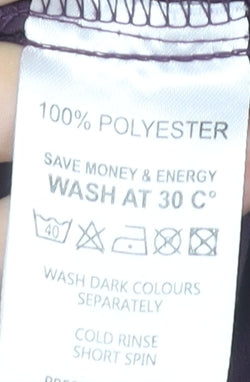 100% POLYESTER
SAVE MONEY & ENERGY
WASH AT 30 C°
40
WASH DARK COLOURS
SEPARATELY
COLD RINSE
SHORT SPIN